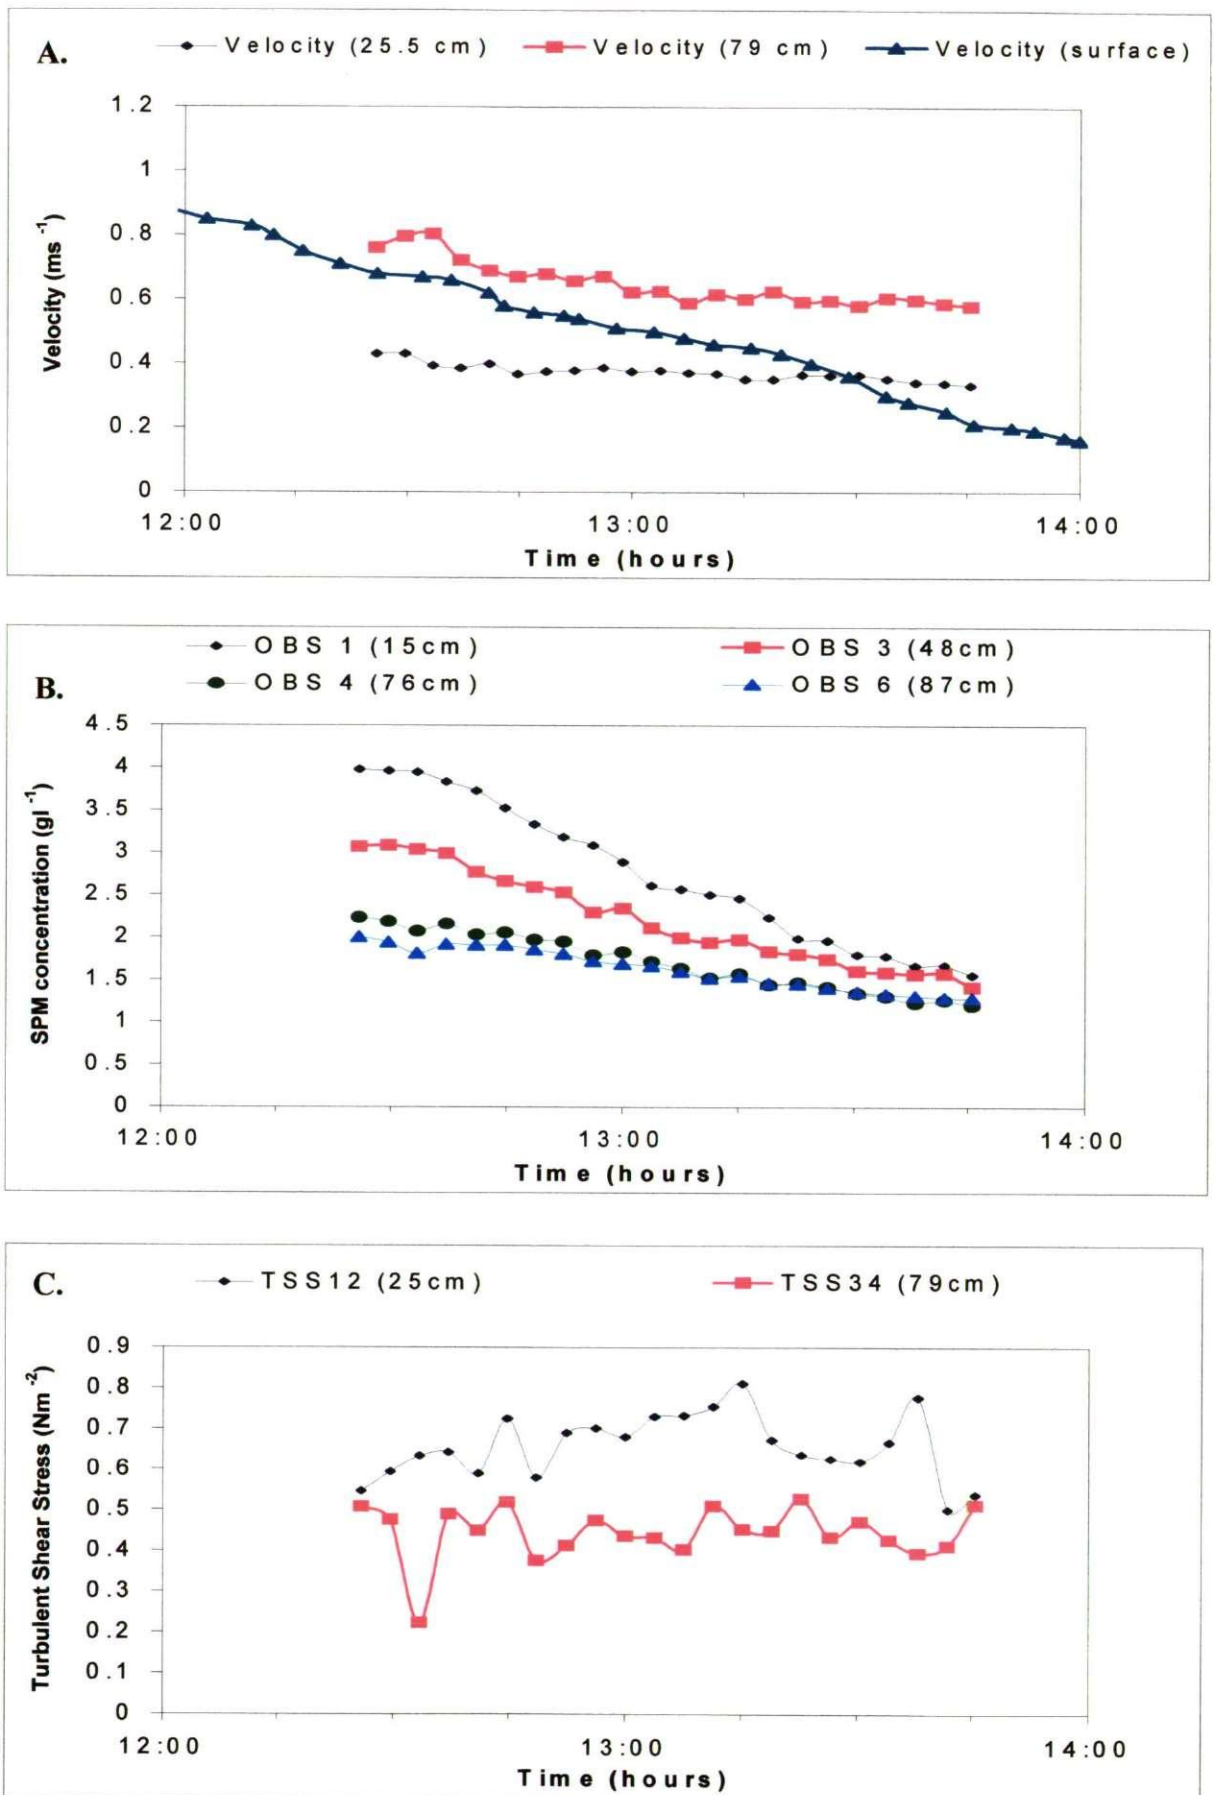 A.
Velocity (25.5 cm) Velocity (79 cm) Velocity (surface)
1.2
1
0.8
0.6
0.4
0.2
0
Velocity (ms -1)
12:00 13:00 14:00
Time (hours)
B.
OBS 1 (15cm) OBS 3 (48cm)
OBS 4 (76cm) OBS 6 (87cm)
4.5
4
3.5
3
2.5
2
1.5
1
0.5
0
SPM concentration (gl -1)
12:00 13:00 14:00
Time (hours)
C.
TSS12 (25cm) TSS34 (79cm)
0.9
0.8
0.7
0.6
0.5
0.4
0.3
0.2
0.1
0
Turbulent Shear Stress (Nm -2)
12:00 13:00 14:00
Time (hours)